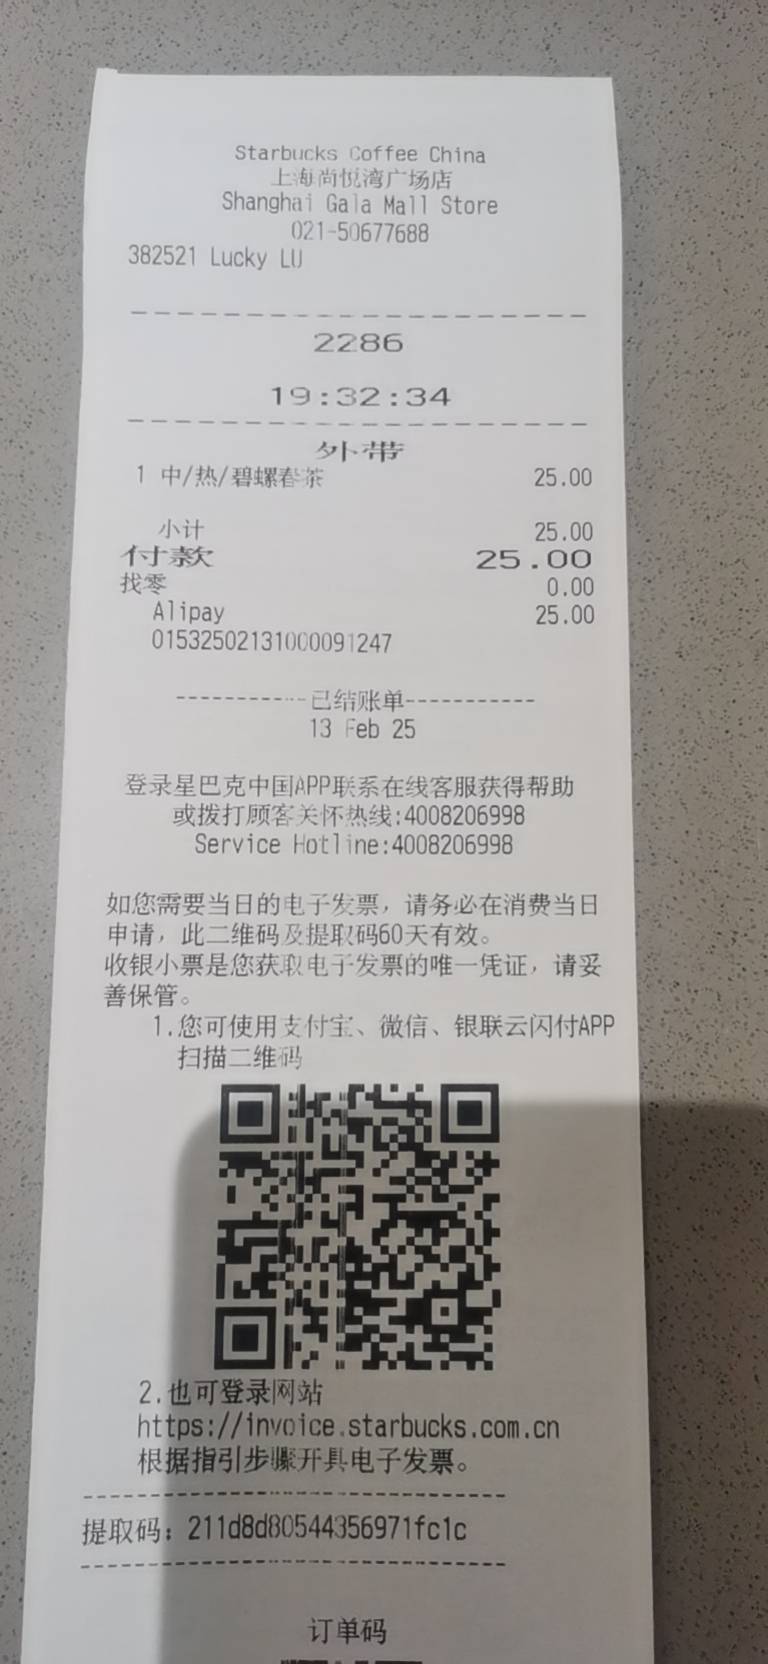 Starbucks Coffee China
上海尚悦湾广场店
Shanghai Gala Mall Store
021-50677688
382521 Lucky LU
2286
19:32:34
外带
1 中/热/碧螺春茶 25.00
小计 25.00
付款 25.00
找零 0.00
Alipay 25.00
01532502131000091247
-----------已结账单-----------
13 Feb 25
登录星巴克中国APP联系在线客服获得帮助
或拨打顾客关怀热线:4008206998
Service Hotline:4008206998
如您需要当日的电子发票，请务必在消费当日
申请，此二维码及提取码60天有效。
收银小票是您获取电子发票的唯一凭证，请妥
善保管。
1.您可使用支付宝、微信、银联云闪付APP
扫描二维码
2.也可登录网站
https://invoice.starbucks.com.cn
根据指引步骤开具电子发票。
提取码：211d8d80544356971fc1c
订单码